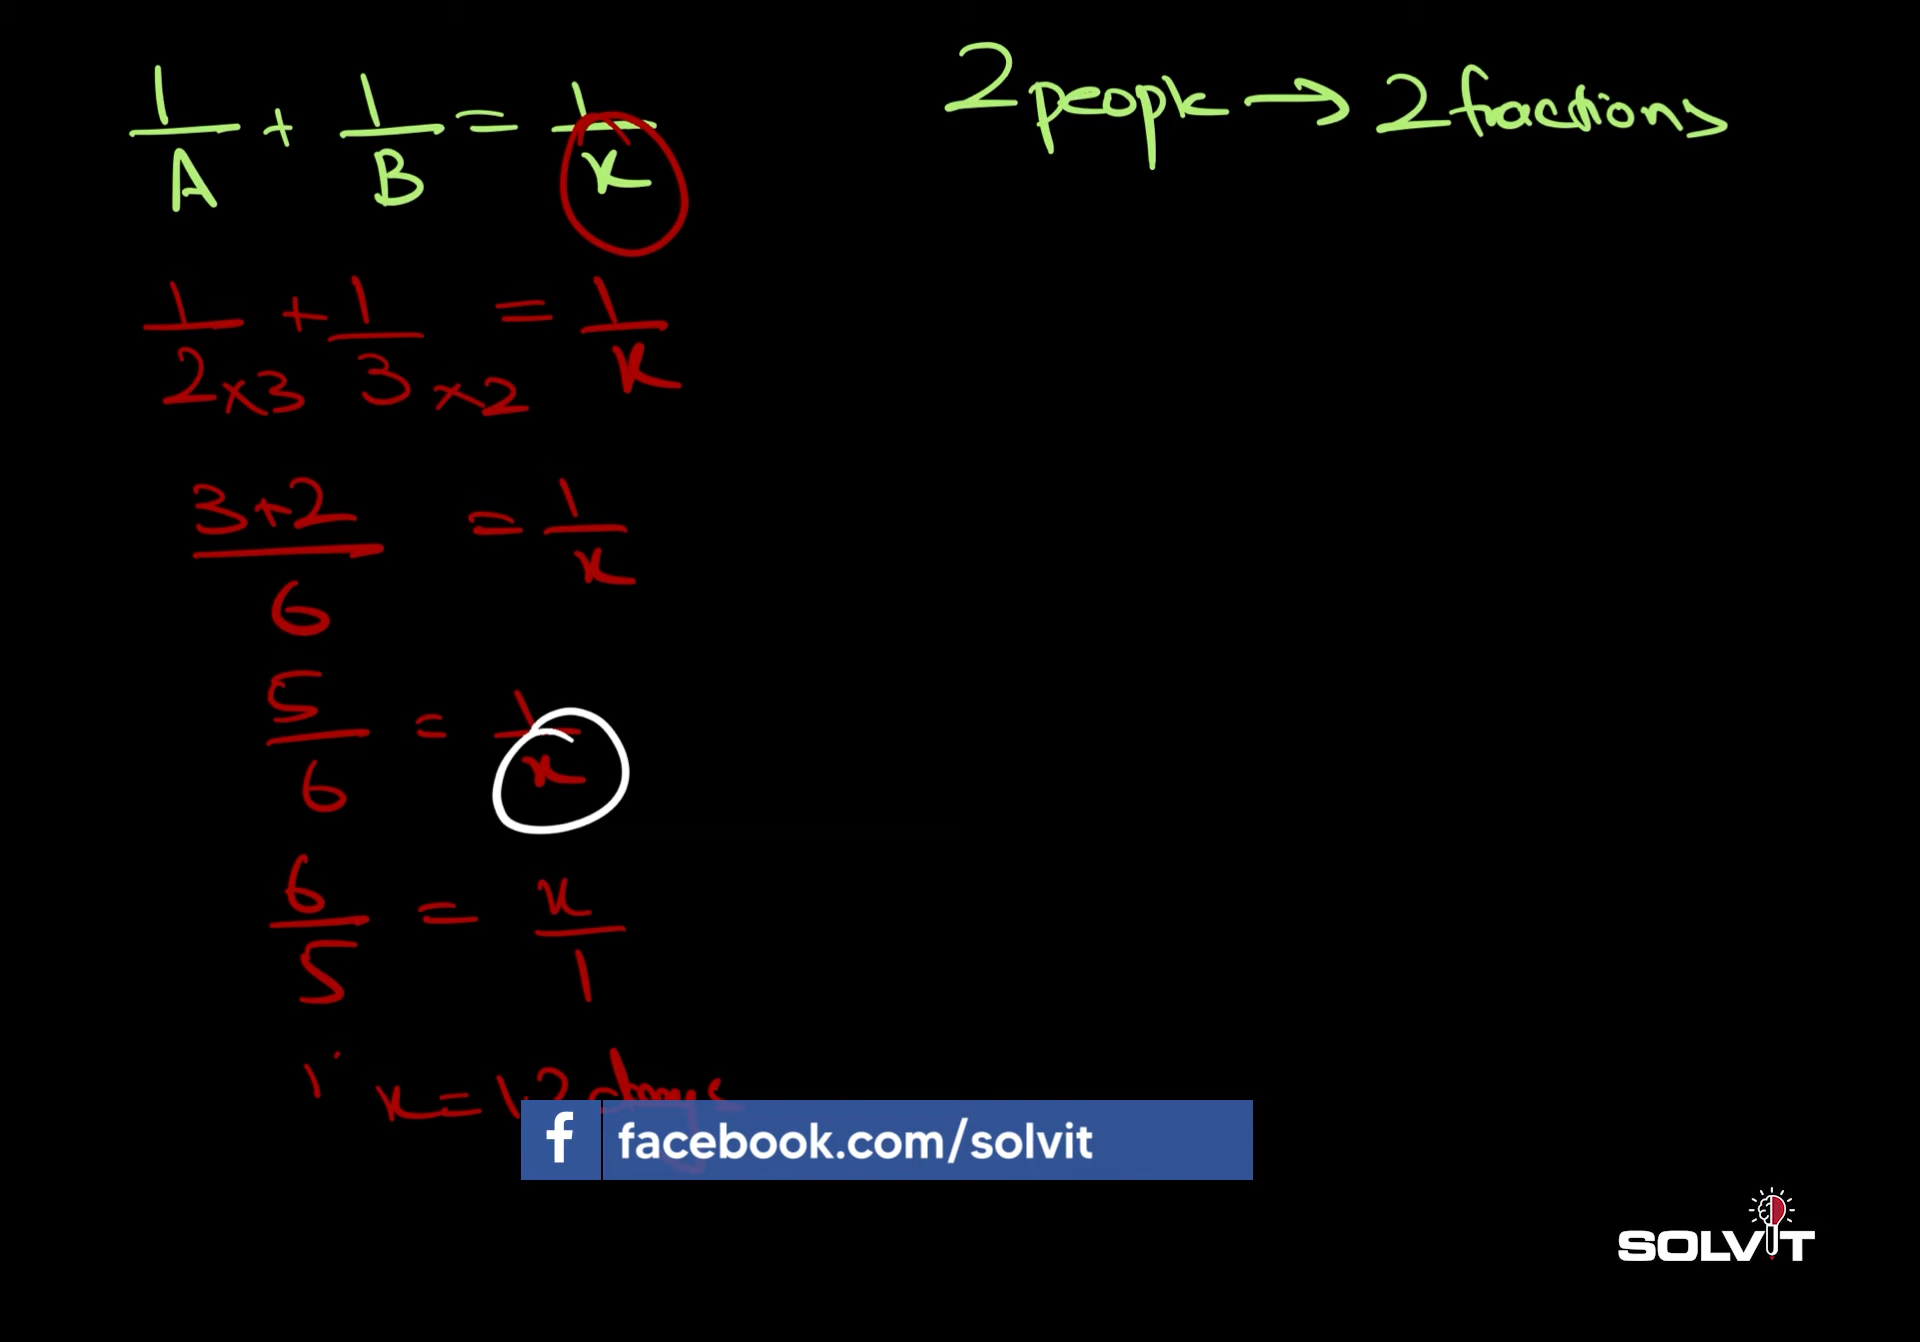 1/A + 1/B = 1/x
2 people → 2 fractions
1/2×3 + 1/3×2 = 1/x
3+2/6 = 1/x
5/6 = 1/x
6/5 = x/1
x = 1.2 days
facebook.com/solvit
SOLVIT